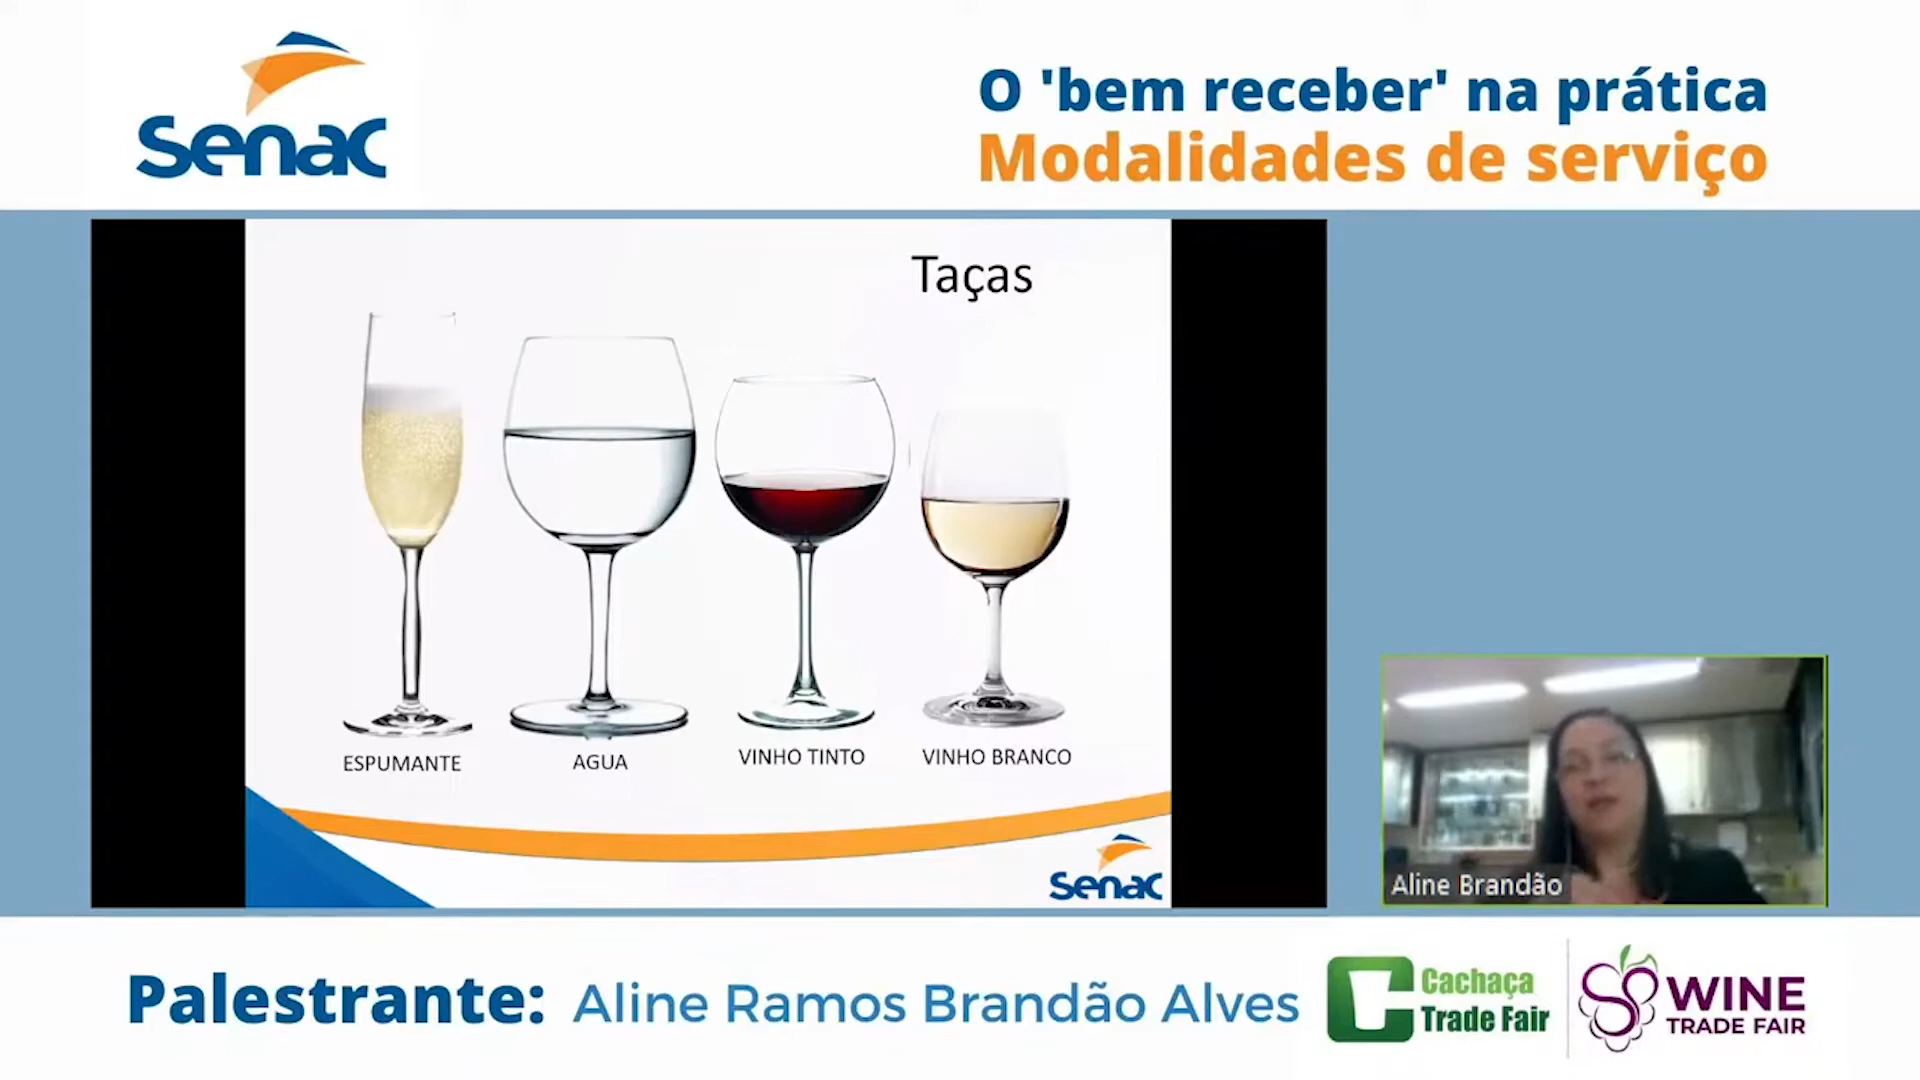 Senac
O 'bem receber' na prática
Modalidades de serviço
Taças
ESPUMANTE
AGUA
VINHO TINTO
VINHO BRANCO
Senac
Aline Brandão
Palestrante: Aline Ramos Brandão Alves
Cachaça
Trade Fair
SP WINE
TRADE FAIR